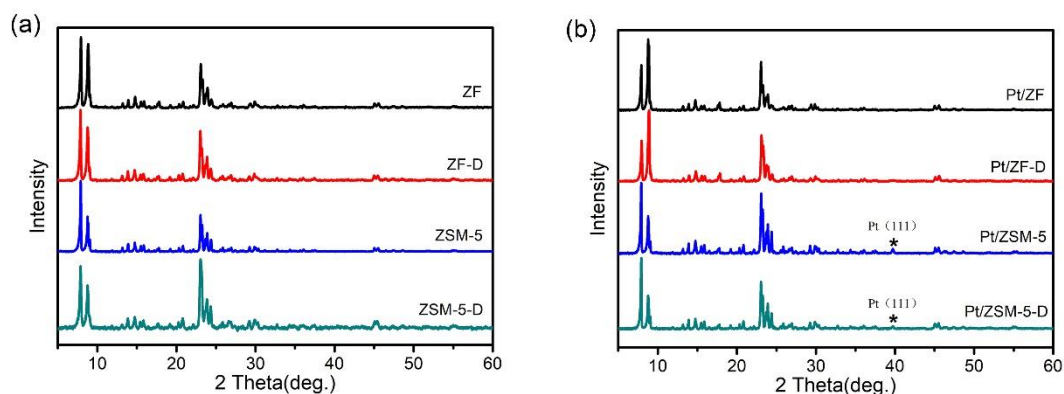 (a)
Intensity
ZF
ZF-D
ZSM-5
ZSM-5-D
10 20 30 40 50 60
2 Theta(deg.)
(b)
Intensity
Pt/ZF
Pt/ZF-D
Pt (111)
*
Pt/ZSM-5
Pt (111)
*
Pt/ZSM-5-D
10 20 30 40 50 60
2 Theta(deg.)